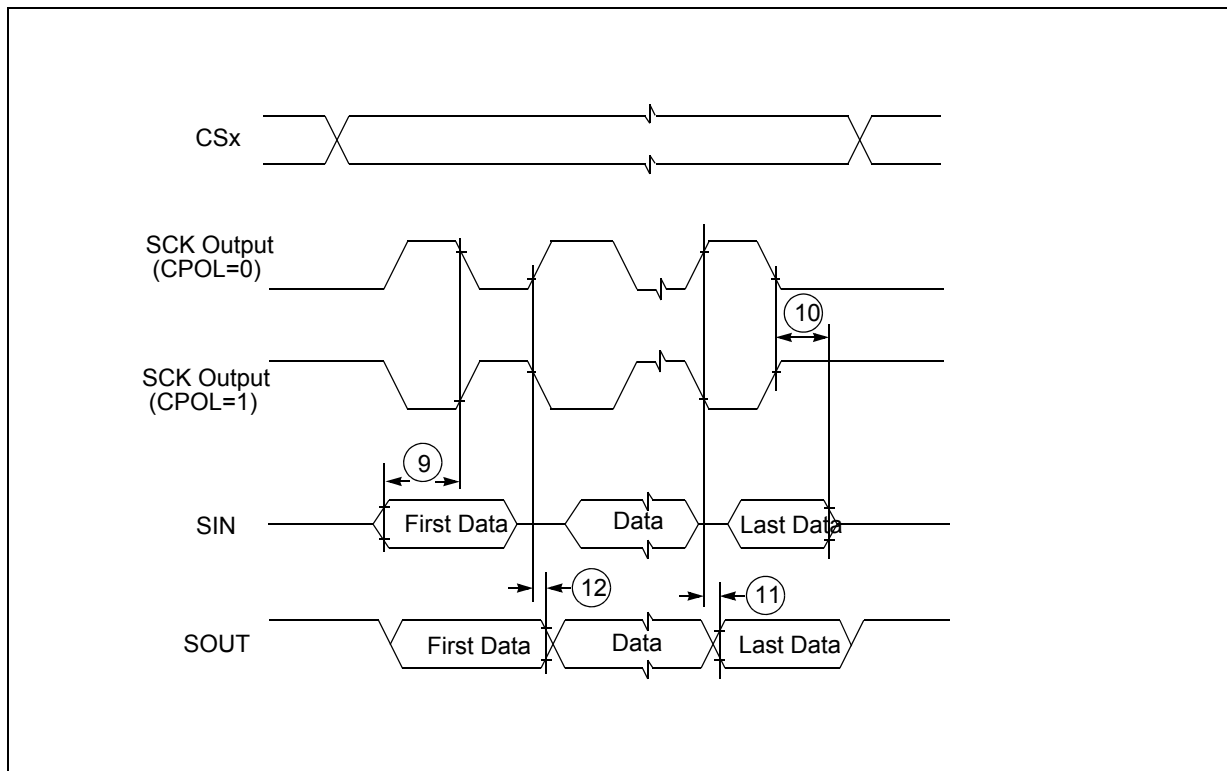 CSx
SCK Output
(CPOL=0)
10
SCK Output
(CPOL=1)
9
SIN
First Data
Data
Last Data
12
11
SOUT
First Data
Data
Last Data